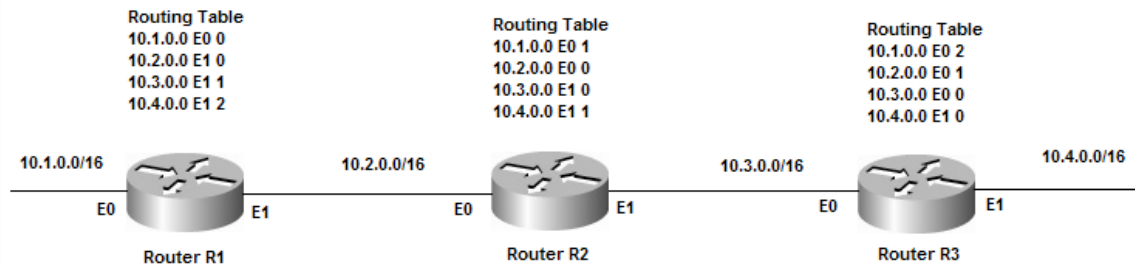 Routing Table
10.1.0.0 E0 0
10.2.0.0 E1 0
10.3.0.0 E1 1
10.4.0.0 E1 2
Routing Table
10.1.0.0 E0 1
10.2.0.0 E0 0
10.3.0.0 E1 0
10.4.0.0 E1 1
Routing Table
10.1.0.0 E0 2
10.2.0.0 E0 1
10.3.0.0 E0 0
10.4.0.0 E1 0
10.1.0.0/16
10.2.0.0/16
10.3.0.0/16
10.4.0.0/16
E0
E1
E0
E1
E0
E1
Router R1
Router R2
Router R3